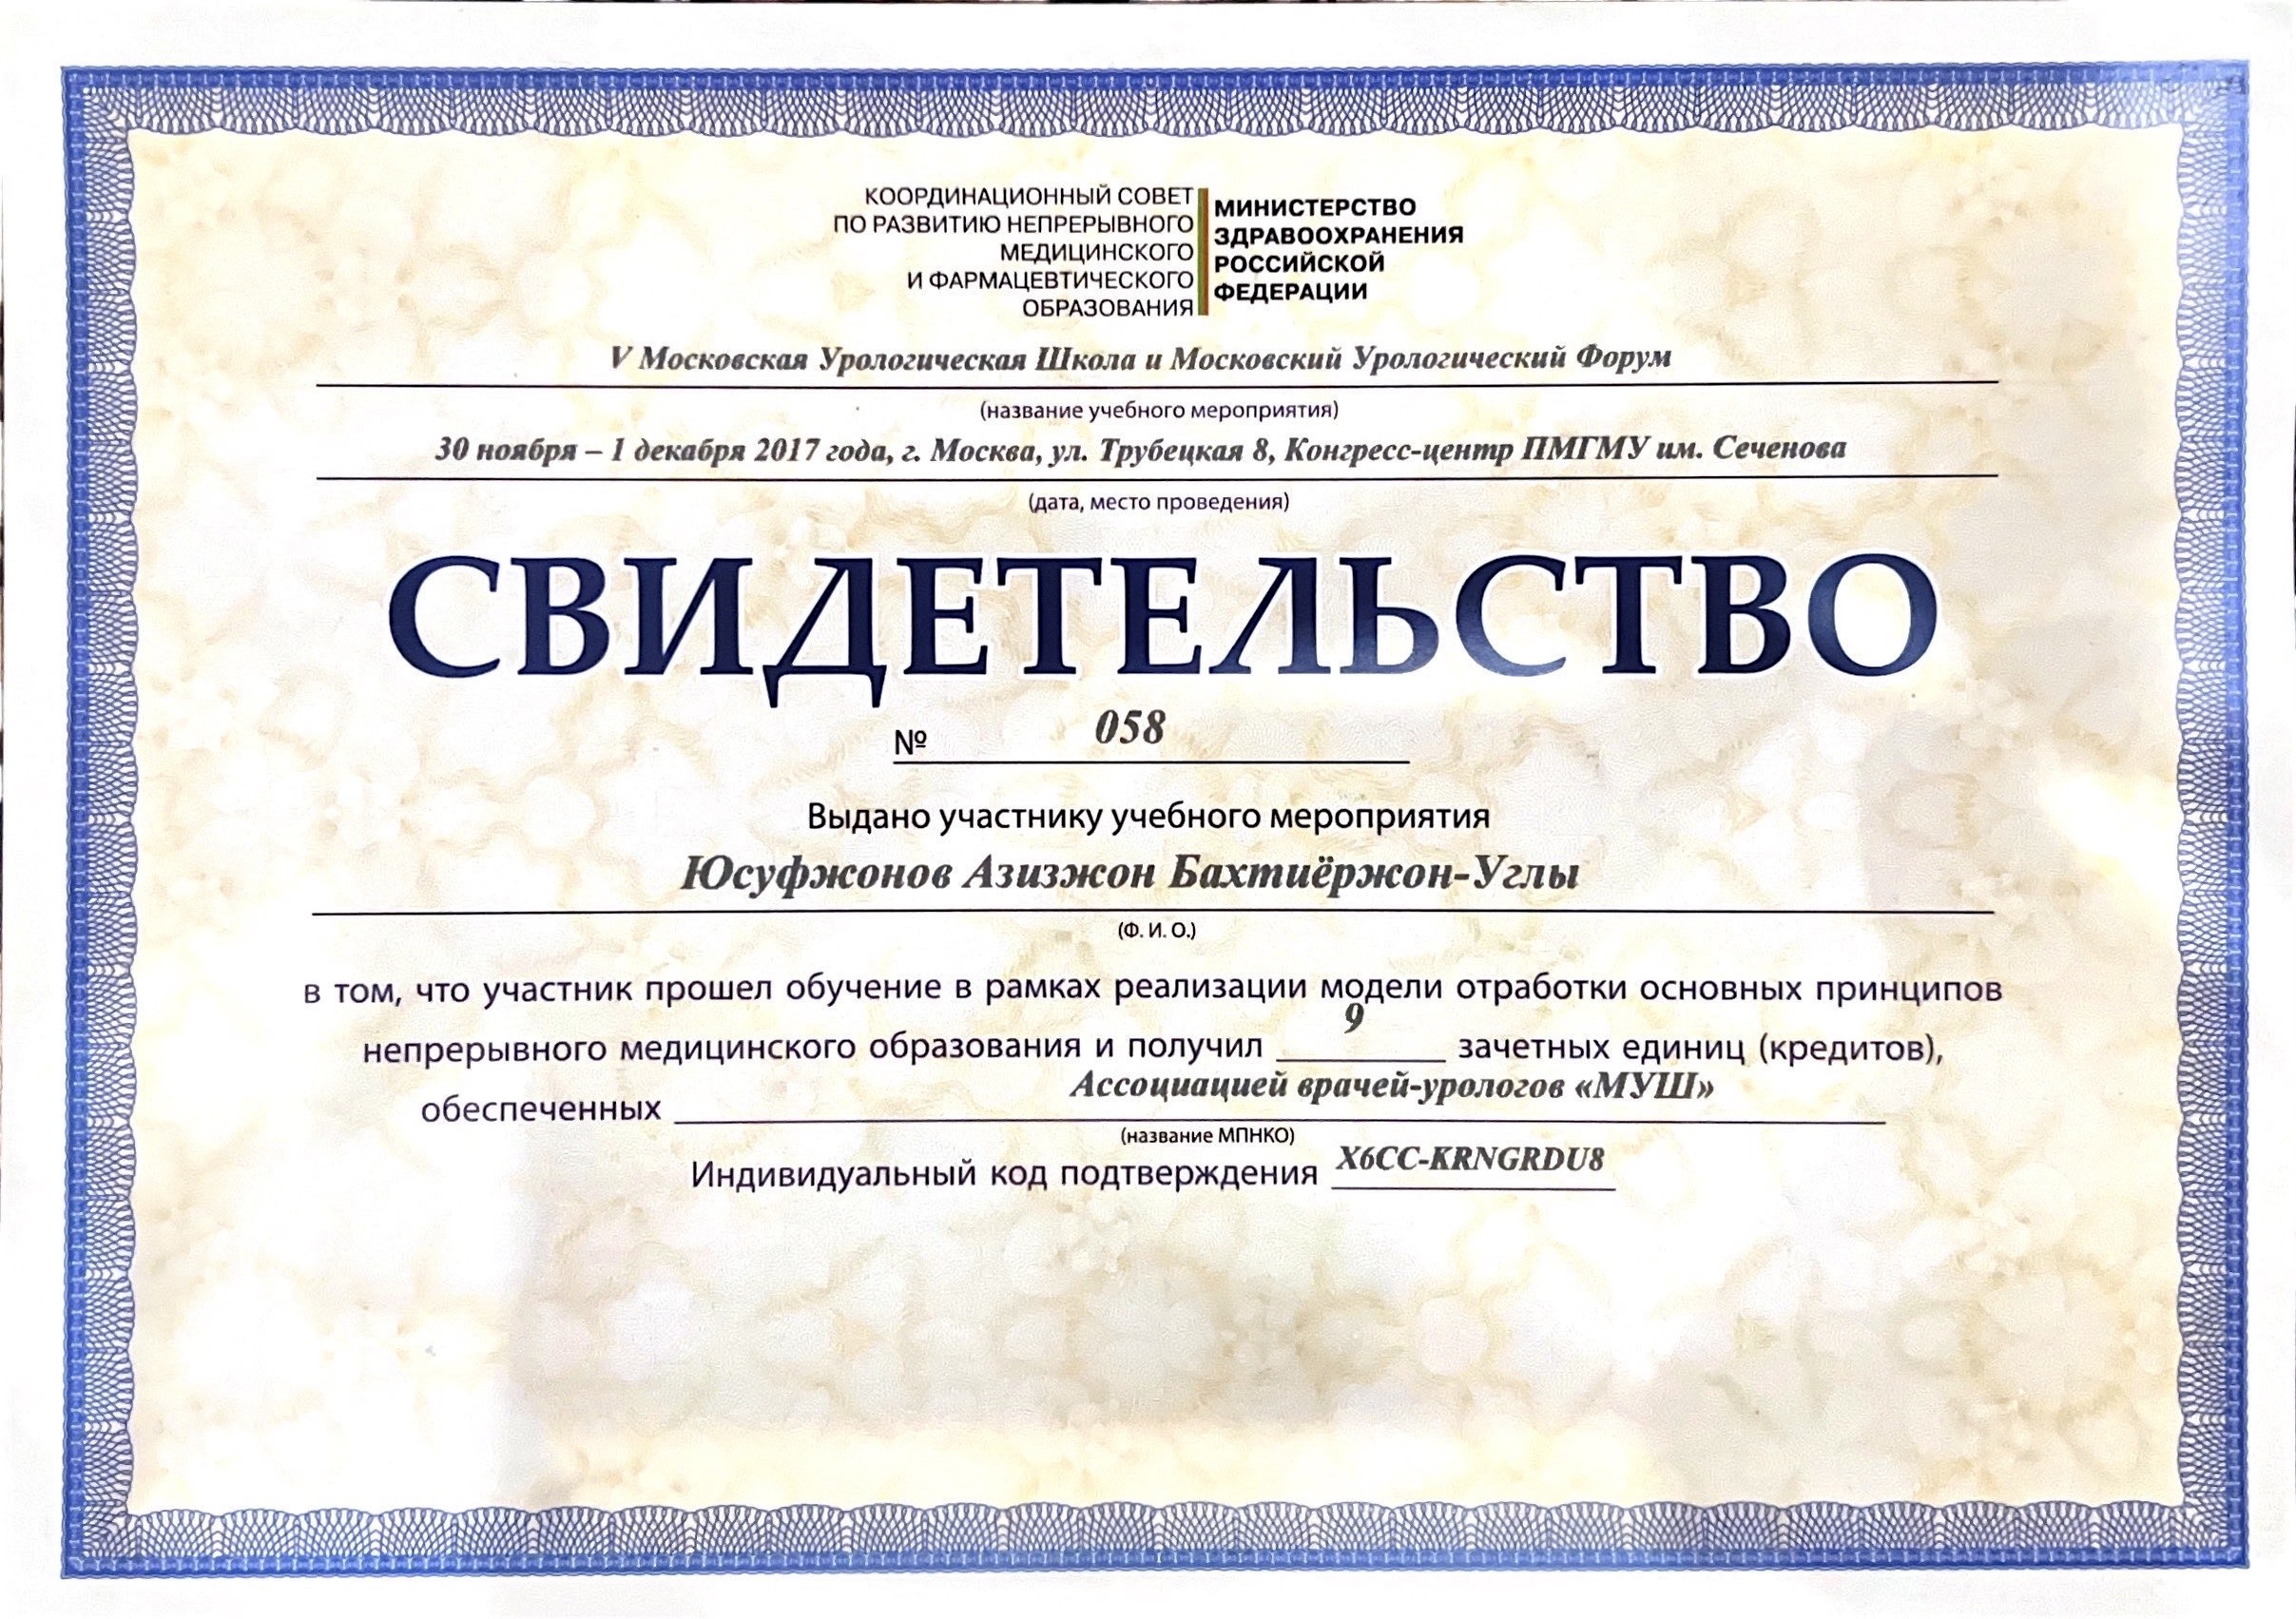 КООРДИНАЦИОННЫЙ СОВЕТ
ПО РАЗВИТИЮ НЕПРЕРЫВНОГО
МЕДИЦИНСКОГО
И ФАРМАЦЕВТИЧЕСКОГО
ОБРАЗОВАНИЯ
МИНИСТЕРСТВО
ЗДРАВООХРАНЕНИЯ
РОССИЙСКОЙ
ФЕДЕРАЦИИ
V Московская Урологическая Школа и Московский Урологический Форум
(название учебного мероприятия)
30 ноября – 1 декабря 2017 года, г. Москва, ул. Трубецкая 8, Конгресс-центр ПМГМУ им. Сеченова
(дата, место проведения)
СВИДЕТЕЛЬСТВО
№ 058
Выдано участнику учебного мероприятия
Юсуфжонов Азизжон Бахтиёржон-Углы
(Ф. И. О.)
в том, что участник прошел обучение в рамках реализации модели отработки основных принципов
непрерывного медицинского образования и получил 9 зачетных единиц (кредитов),
обеспеченных Ассоциацией врачей-урологов «МУШ»
(название МПНКО)
Индивидуальный код подтверждения X6CC-KRNGRDU8